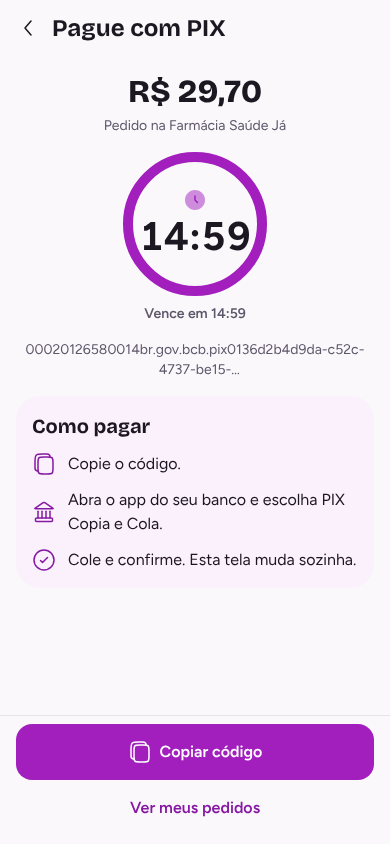 Pague com PIX
R$ 29,70
Pedido na Farmácia Saúde Já
14:59
Vence em 14:59
00020126580014br.gov.bcb.pix0136d2b4d9da-c52c-
4737-be15-...
Como pagar
Copie o código.
Abra o app do seu banco e escolha PIX
Copia e Cola.
Cole e confirme. Esta tela muda sozinha.
Copiar código
Ver meus pedidos